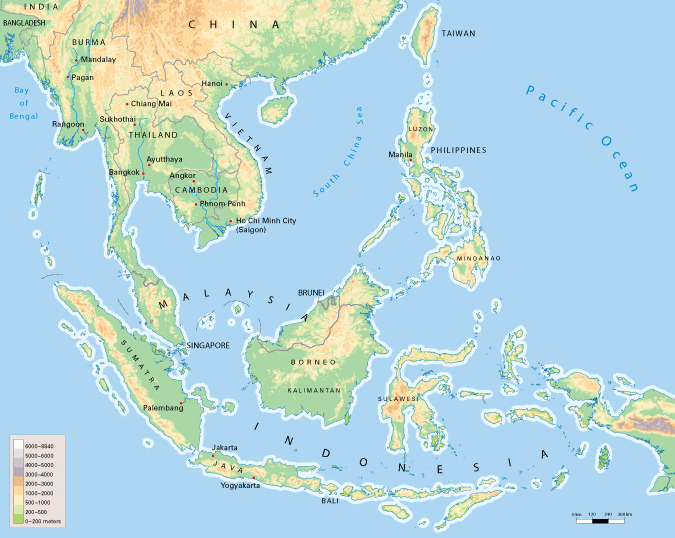 INDIA
CHINA
BANGLADESH
TAIWAN
BURMA
Mandalay
Pagan
Hanoi
LAOS
Bay
of
Bengal
Chiang Mai
Pacific Ocean
Rangoon
Sukhothai
THAILAND
VIETNAM
South China Sea
LUZON
PHILIPPINES
Manila
Ayutthaya
Bangkok
Angkor
CAMBODIA
Phnom Penh
Ho Chi Minh City
(Saigon)
MINDANAO
MALAYSIA
BRUNEI
SINGAPORE
SUMATRA
BORNEO
KALIMANTAN
SULAWESI
Palembang
INDONESIA
Jakarta
JAVA
Yogyakarta
BALI
6000–8840
5000–6000
4000–5000
3000–4000
2000–3000
1000–2000
500–1000
200–500
0–200 meters
0 km 120 240 360 km